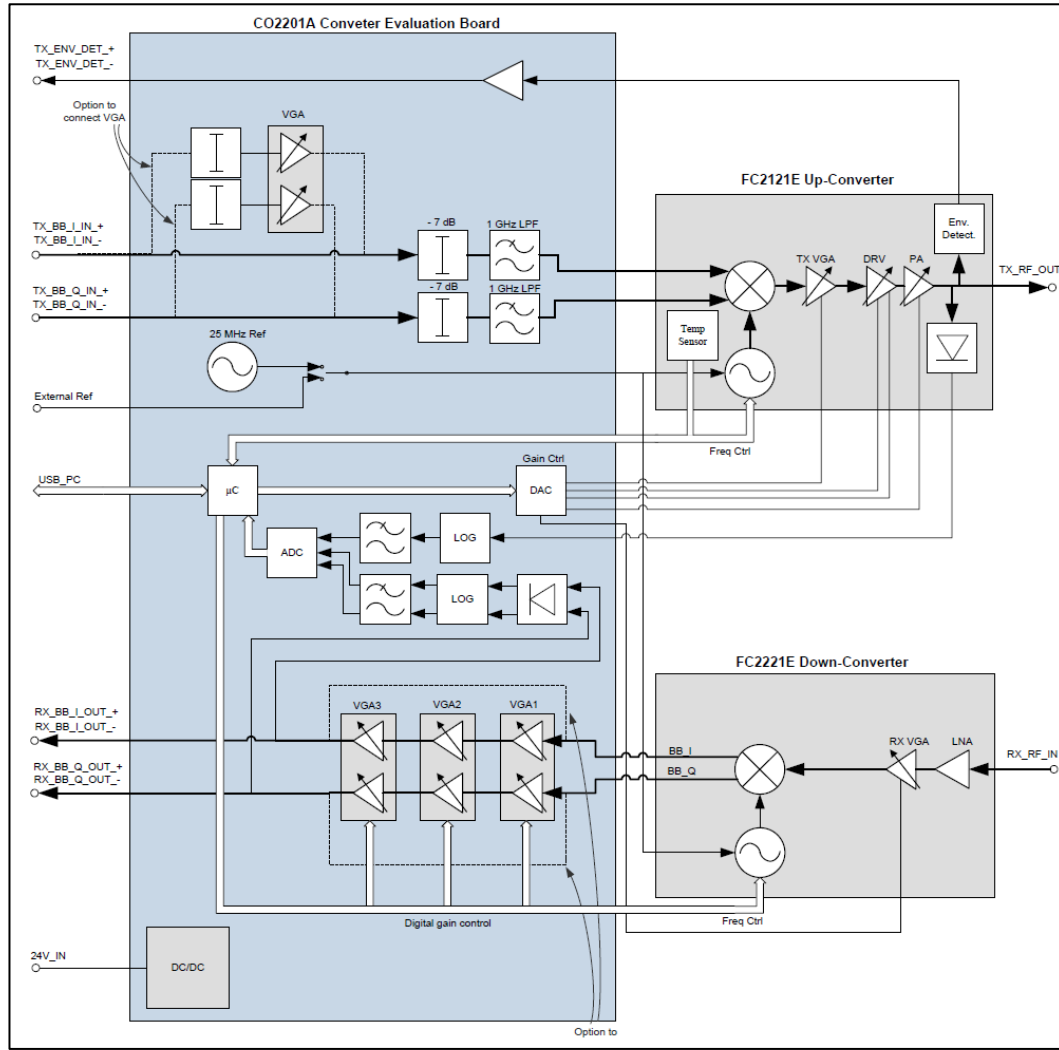 CO2201A Conveter Evaluation Board
TX_ENV_DET_+
TX_ENV_DET_-
Option to
connect VGA
VGA
FC2121E Up-Converter
TX_BB_I_IN_+
TX_BB_I_IN_-
- 7 dB
1 GHz LPF
Env.
Detect.
TX VGA
DRV
PA
TX_RF_OUT
TX_BB_Q_IN_+
TX_BB_Q_IN_-
- 7 dB
1 GHz LPF
25 MHz Ref
Temp
Sensor
External Ref
Freq Ctrl
Gain Ctrl
USB_PC
µC
DAC
ADC
LOG
LOG
FC2221E Down-Converter
RX_BB_I_OUT_+
RX_BB_I_OUT_-
VGA3
VGA2
VGA1
BB_I
RX VGA
LNA
RX_RF_IN
RX_BB_Q_OUT_+
RX_BB_Q_OUT_-
BB_Q
Digital gain control
Freq Ctrl
24V_IN
DC/DC
Option to